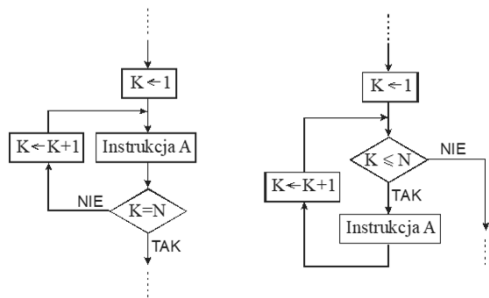 K←1
K←K+1
Instrukcja A
NIE
K=N
TAK
K←1
K ≤ N
NIE
K←K+1
TAK
Instrukcja A